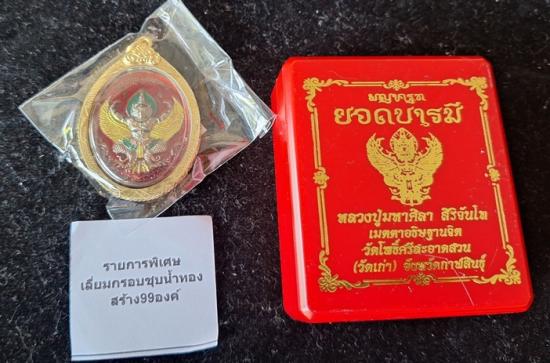 รายการพิเศษ
เลี่ยมกรอบชุบน้ำทอง
สร้าง99องค์
พญาครุฑ
ยอดบารมี
หลวงปู่มหาศิลา สิริจันโท
เมตตาอธิษฐานจิต
วัดโพธิ์ศรีสะอาดสวน
(วัดเก่า) จังหวัดกาฬสินธุ์